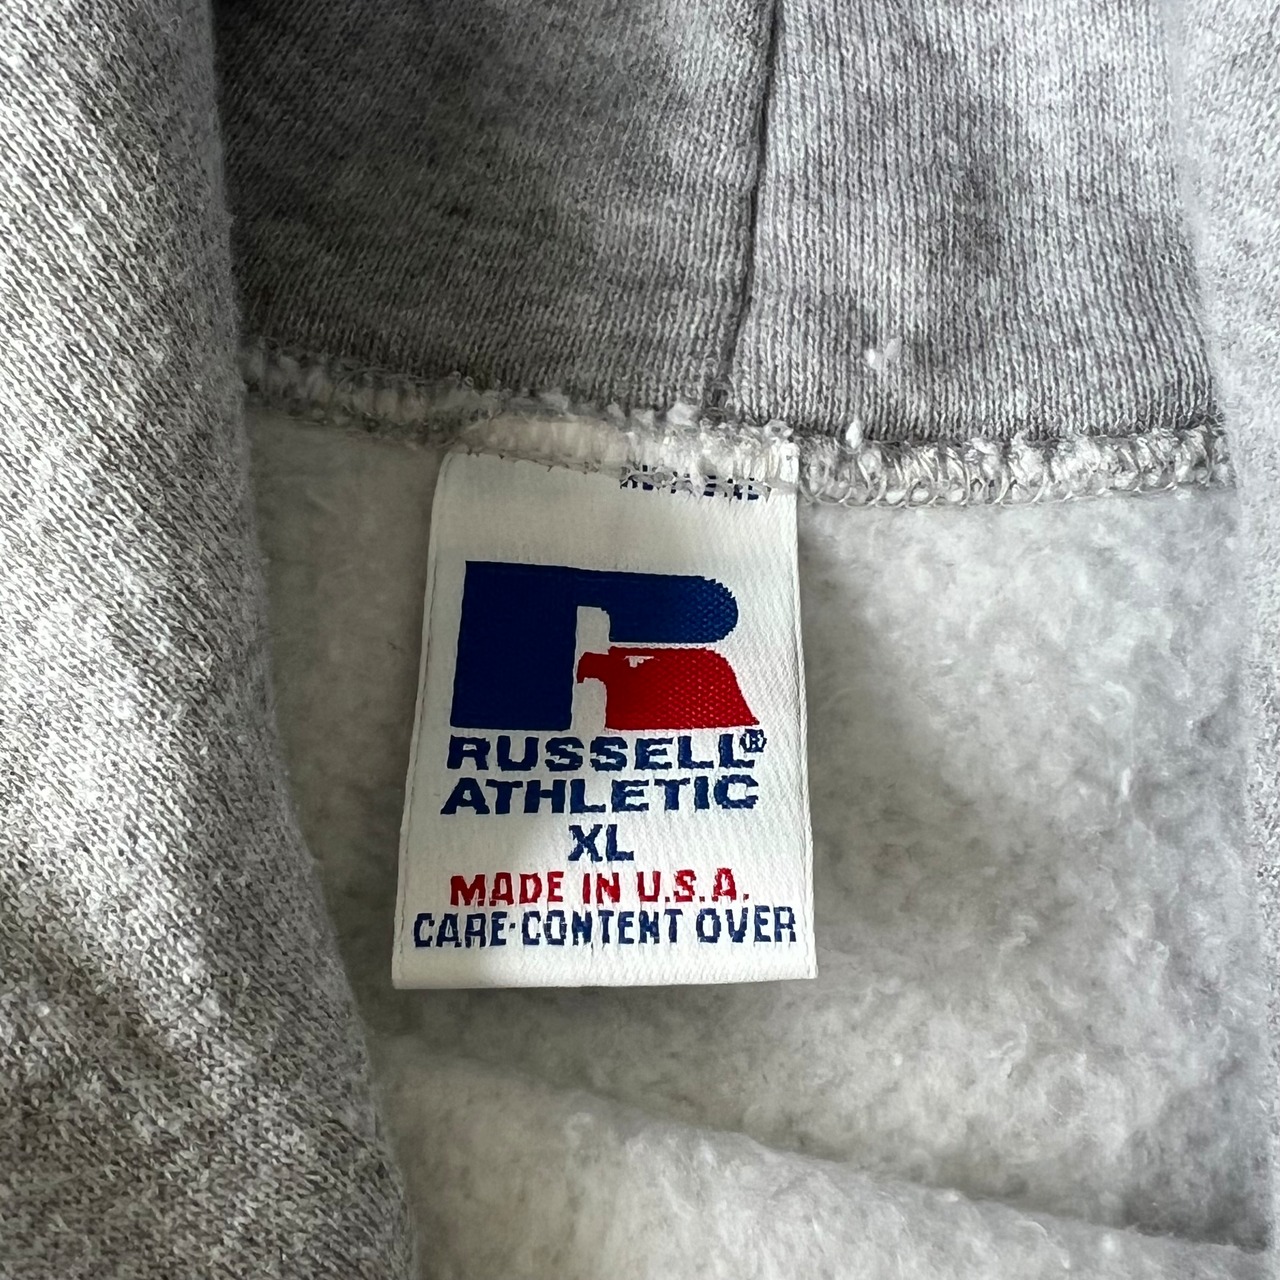 RUSSELL®
ATHLETIC
XL
MADE IN U.S.A.
CARE·CONTENT OVER